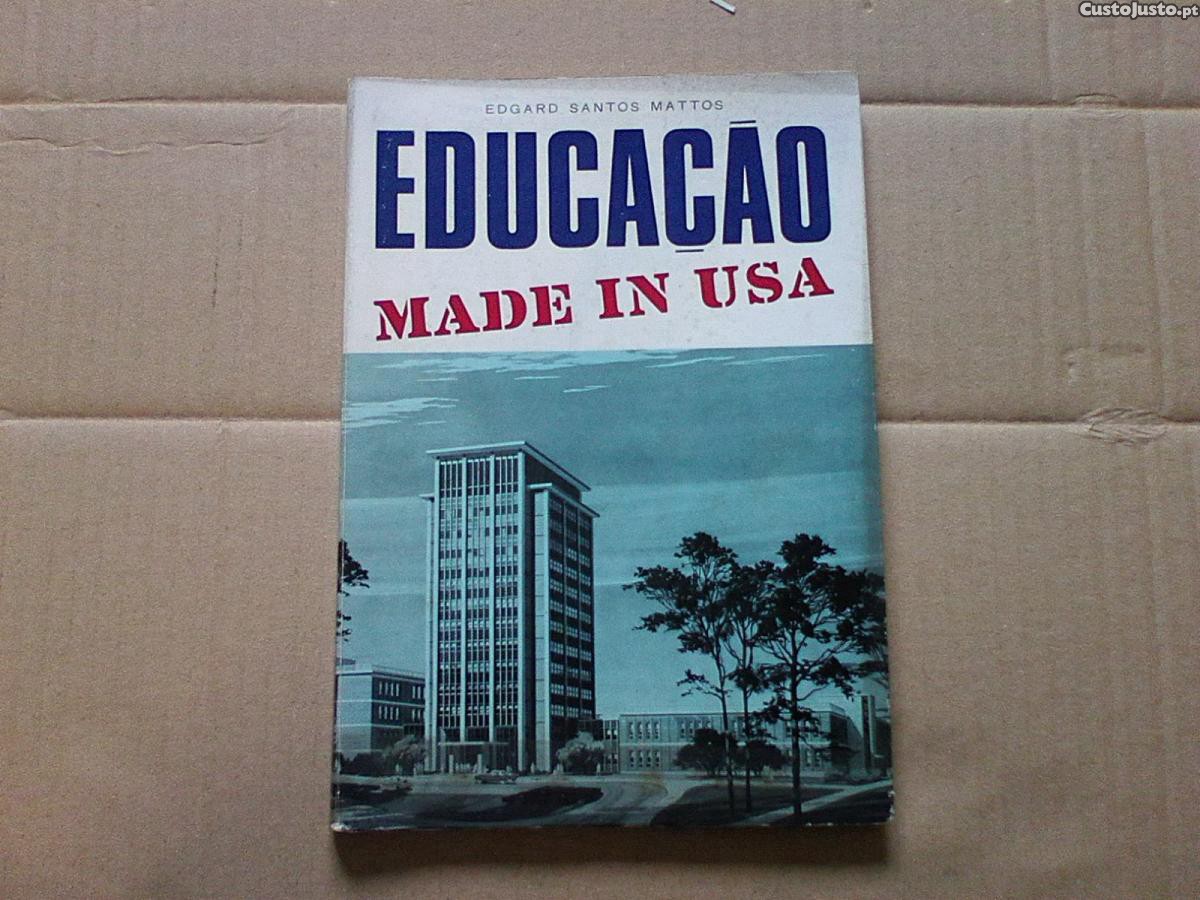 CustoJusto.pt
EDGARD SANTOS MATTOS
EDUCAÇÃO
MADE IN USA